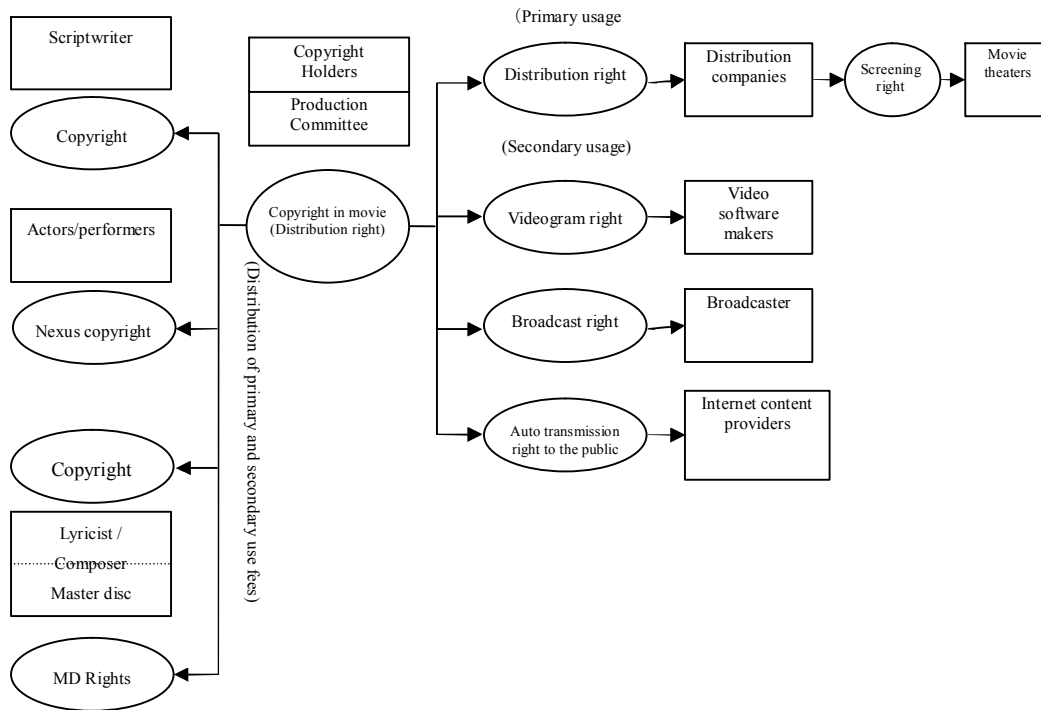 Scriptwriter
Copyright
Actors/performers
Nexus copyright
Copyright
Lyricist /
Composer
Master disc
MD Rights
Copyright
Holders
Production
Committee
Copyright in movie
(Distribution right)
(Distribution of primary and secondary use fees)
(Primary usage
Distribution right
Distribution
companies
Screening
right
Movie
theaters
(Secondary usage)
Videogram right
Video
software
makers
Broadcast right
Broadcaster
Auto transmission
right to the public
Internet content
providers